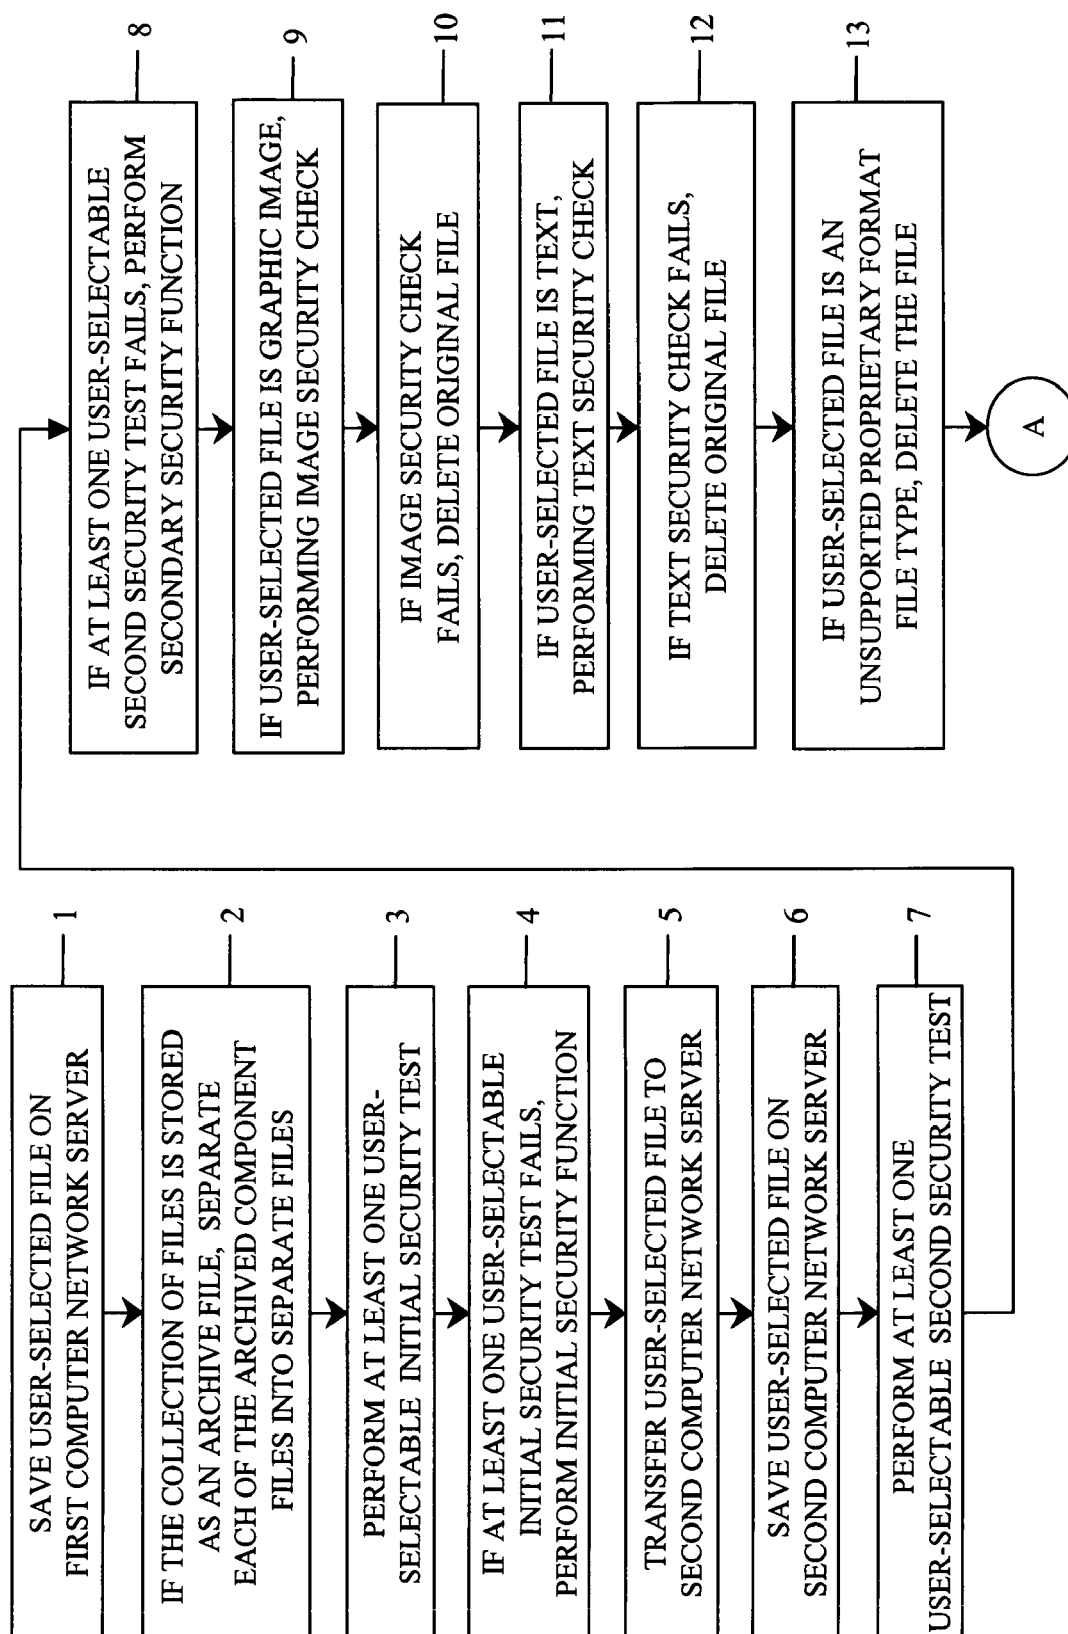 SAVE USER-SELECTED FILE ON
FIRST COMPUTER NETWORK SERVER
1
IF THE COLLECTION OF FILES IS STORED
AS AN ARCHIVE FILE, SEPARATE
EACH OF THE ARCHIVED COMPONENT
FILES INTO SEPARATE FILES
2
PERFORM AT LEAST ONE USER-
SELECTABLE INITIAL SECURITY TEST
3
IF AT LEAST ONE USER-SELECTABLE
INITIAL SECURITY TEST FAILS,
PERFORM INITIAL SECURITY FUNCTION
4
TRANSFER USER-SELECTED FILE TO
SECOND COMPUTER NETWORK SERVER
5
SAVE USER-SELECTED FILE ON
SECOND COMPUTER NETWORK SERVER
6
PERFORM AT LEAST ONE
USER-SELECTABLE SECOND SECURITY TEST
7
IF AT LEAST ONE USER-SELECTABLE
SECOND SECURITY TEST FAILS, PERFORM
SECONDARY SECURITY FUNCTION
8
IF USER-SELECTED FILE IS GRAPHIC IMAGE,
PERFORMING IMAGE SECURITY CHECK
9
IF IMAGE SECURITY CHECK
FAILS, DELETE ORIGINAL FILE
10
IF USER-SELECTED FILE IS TEXT,
PERFORMING TEXT SECURITY CHECK
11
IF TEXT SECURITY CHECK FAILS,
DELETE ORIGINAL FILE
12
IF USER-SELECTED FILE IS AN
UNSUPPORTED PROPRIETARY FORMAT
FILE TYPE, DELETE THE FILE
13
A